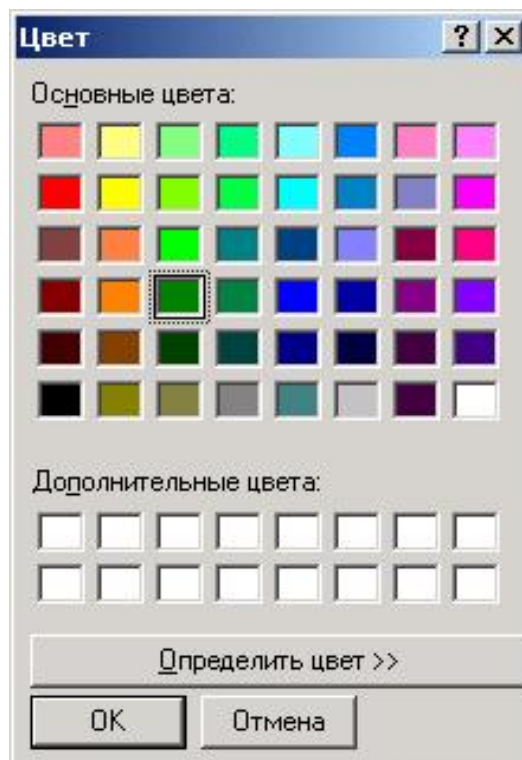 Цвет
Основные цвета:
Дополнительные цвета:
Определить цвет >>
OK
Отмена